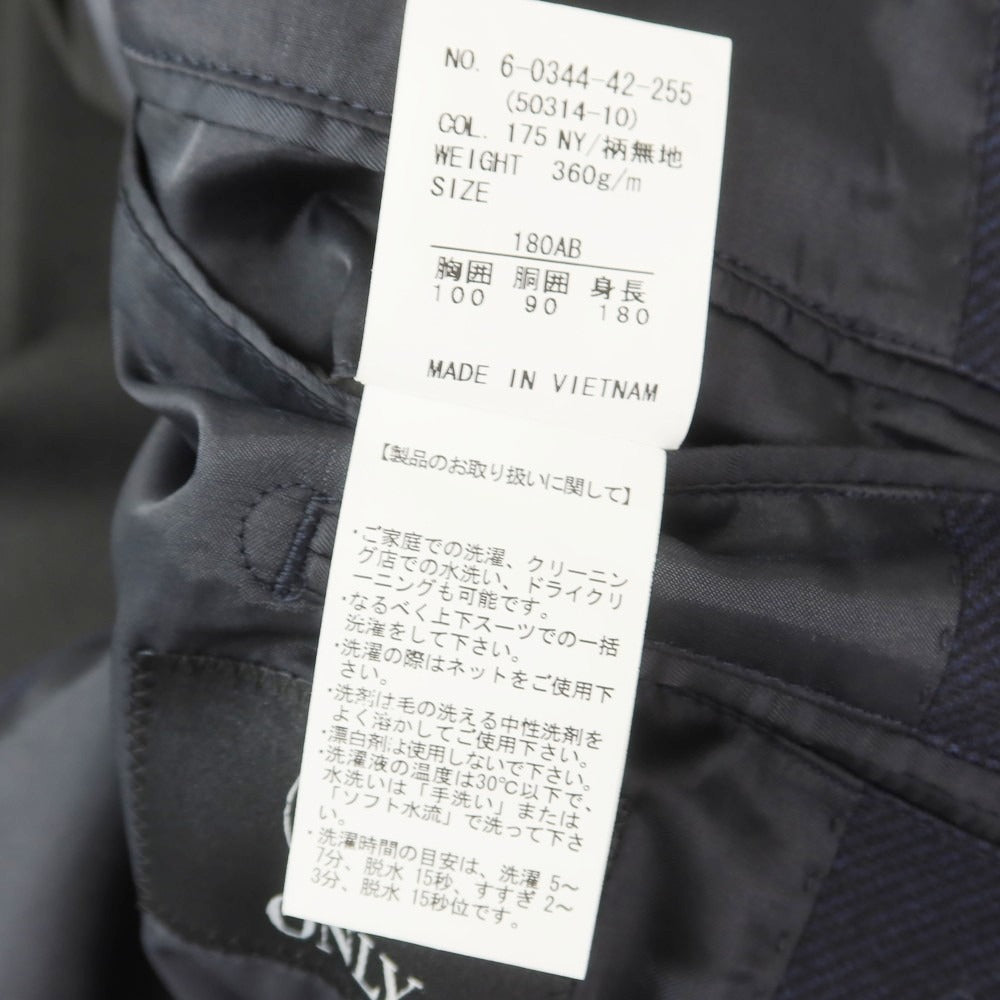 NO. 6-0344-42-255
(50314-10)
COL. 175 NY/柄無地
WEIGHT 360g/m
SIZE
180AB
胸囲 胴囲 身長
100 90 180
MADE IN VIETNAM
【製品のお取り扱いに関して】
・ご家庭での洗濯、クリーニン
グ店での水洗い、ドライクリ
ーニングも可能です。
・なるべく上下スーツでの一括
洗濯をして下さい。
・洗濯の際はネットをご使用下
さい。
・洗剤は毛の洗える中性洗剤を
よく溶かしてご使用下さい。
・漂白剤は使用しないで下さい。
・洗濯液の温度は30℃以下で、
水洗いは「手洗い」または
「ソフト水流」で洗って下さ
い。
・洗濯時間の目安は、洗濯 5~
7分、脱水 15秒、すすぎ 2~
3分、脱水 15秒位です。
ONLY